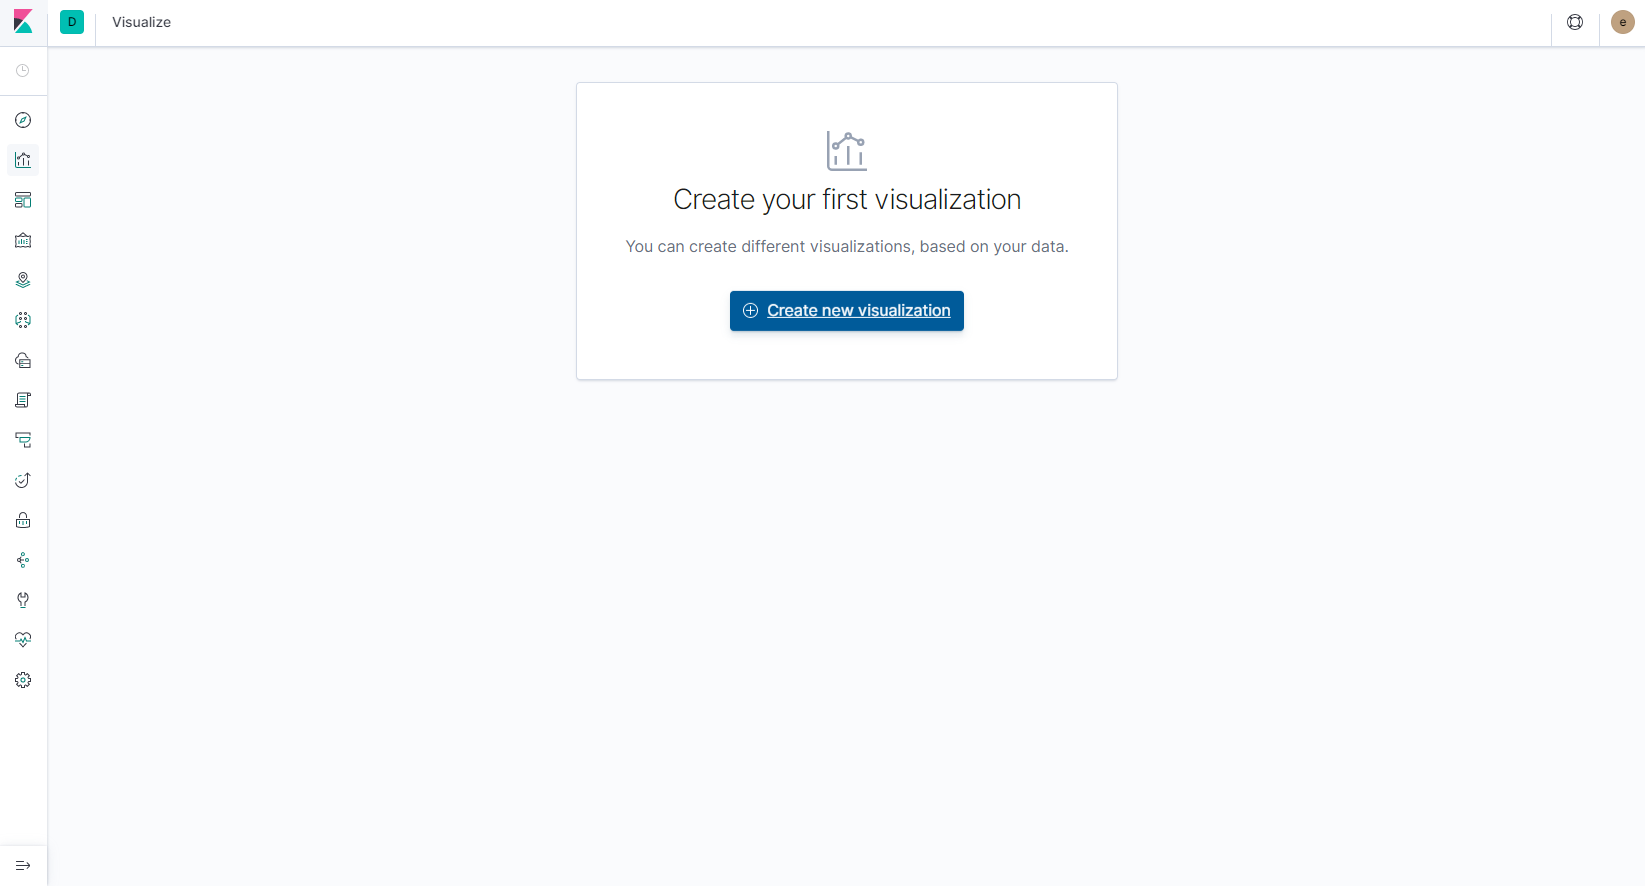 D
Visualize
e
Create your first visualization
You can create different visualizations, based on your data.
Create new visualization